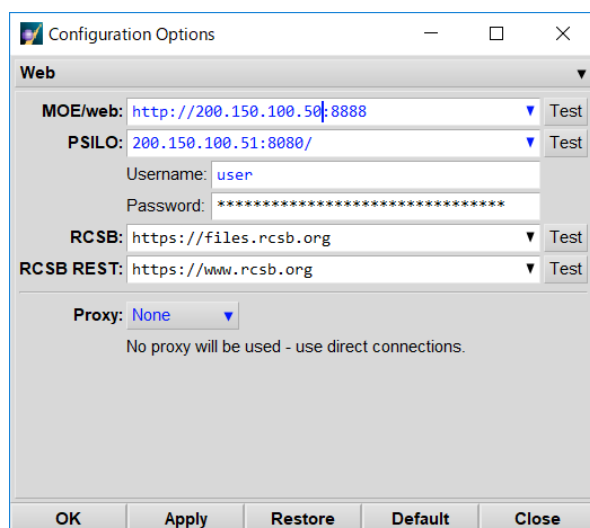 Configuration Options
Web
MOE/web: http://200.150.100.50:8888 Test
PSILO: 200.150.100.51:8080/ Test
Username: user
Password: ********************************
RCSB: https://files.rcsb.org Test
RCSB REST: https://www.rcsb.org Test
Proxy: None
No proxy will be used - use direct connections.
OK Apply Restore Default Close